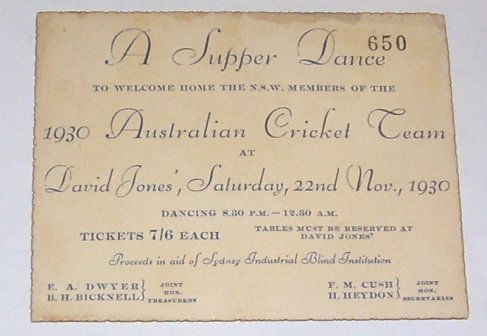 650
A Supper Dance
TO WELCOME HOME THE N.S.W. MEMBERS OF THE
1930 Australian Cricket Team
AT
David Jones', Saturday, 22nd Nov., 1930
DANCING 8.30 P.M.—12.30 A.M.
TICKETS 7/6 EACH
TABLES MUST BE RESERVED AT
DAVID JONES'
Proceeds in aid of Sydney Industrial Blind Institution
E. A. DWYER
B. H. BICKNELL
JOINT
HON.
TREASURERS
F. M. CUSH
H. HEYDON
JOINT
HON.
SECRETARIES